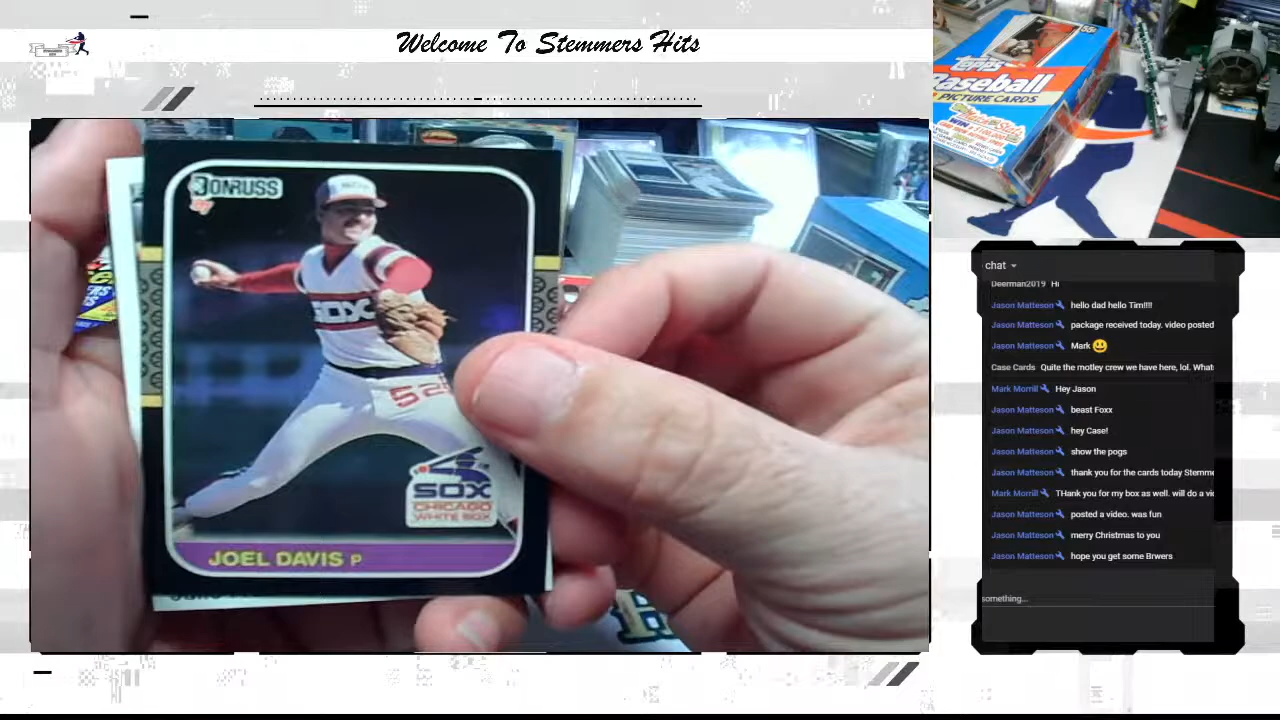 Welcome To Stemmers Hits
DONRUSS
87
SOX
52
SOX
CHICAGO
WHITE SOX
JOEL DAVIS P
TOPPS
Baseball
PICTURE CARDS
chat
Deerman2019 Hi
Jason Matteson hello dad hello Tim!!!!
Jason Matteson package received today. video posted
Jason Matteson Mark 😃
Case Cards Quite the motley crew we have here, lol. What
Mark Morrill Hey Jason
Jason Matteson beast Foxx
Jason Matteson hey Case!
Jason Matteson show the pogs
Jason Matteson thank you for the cards today Stemme
Mark Morrill THank you for my box as well. will do a vi
Jason Matteson posted a video. was fun
Jason Matteson merry Christmas to you
Jason Matteson hope you get some Brwers
something...